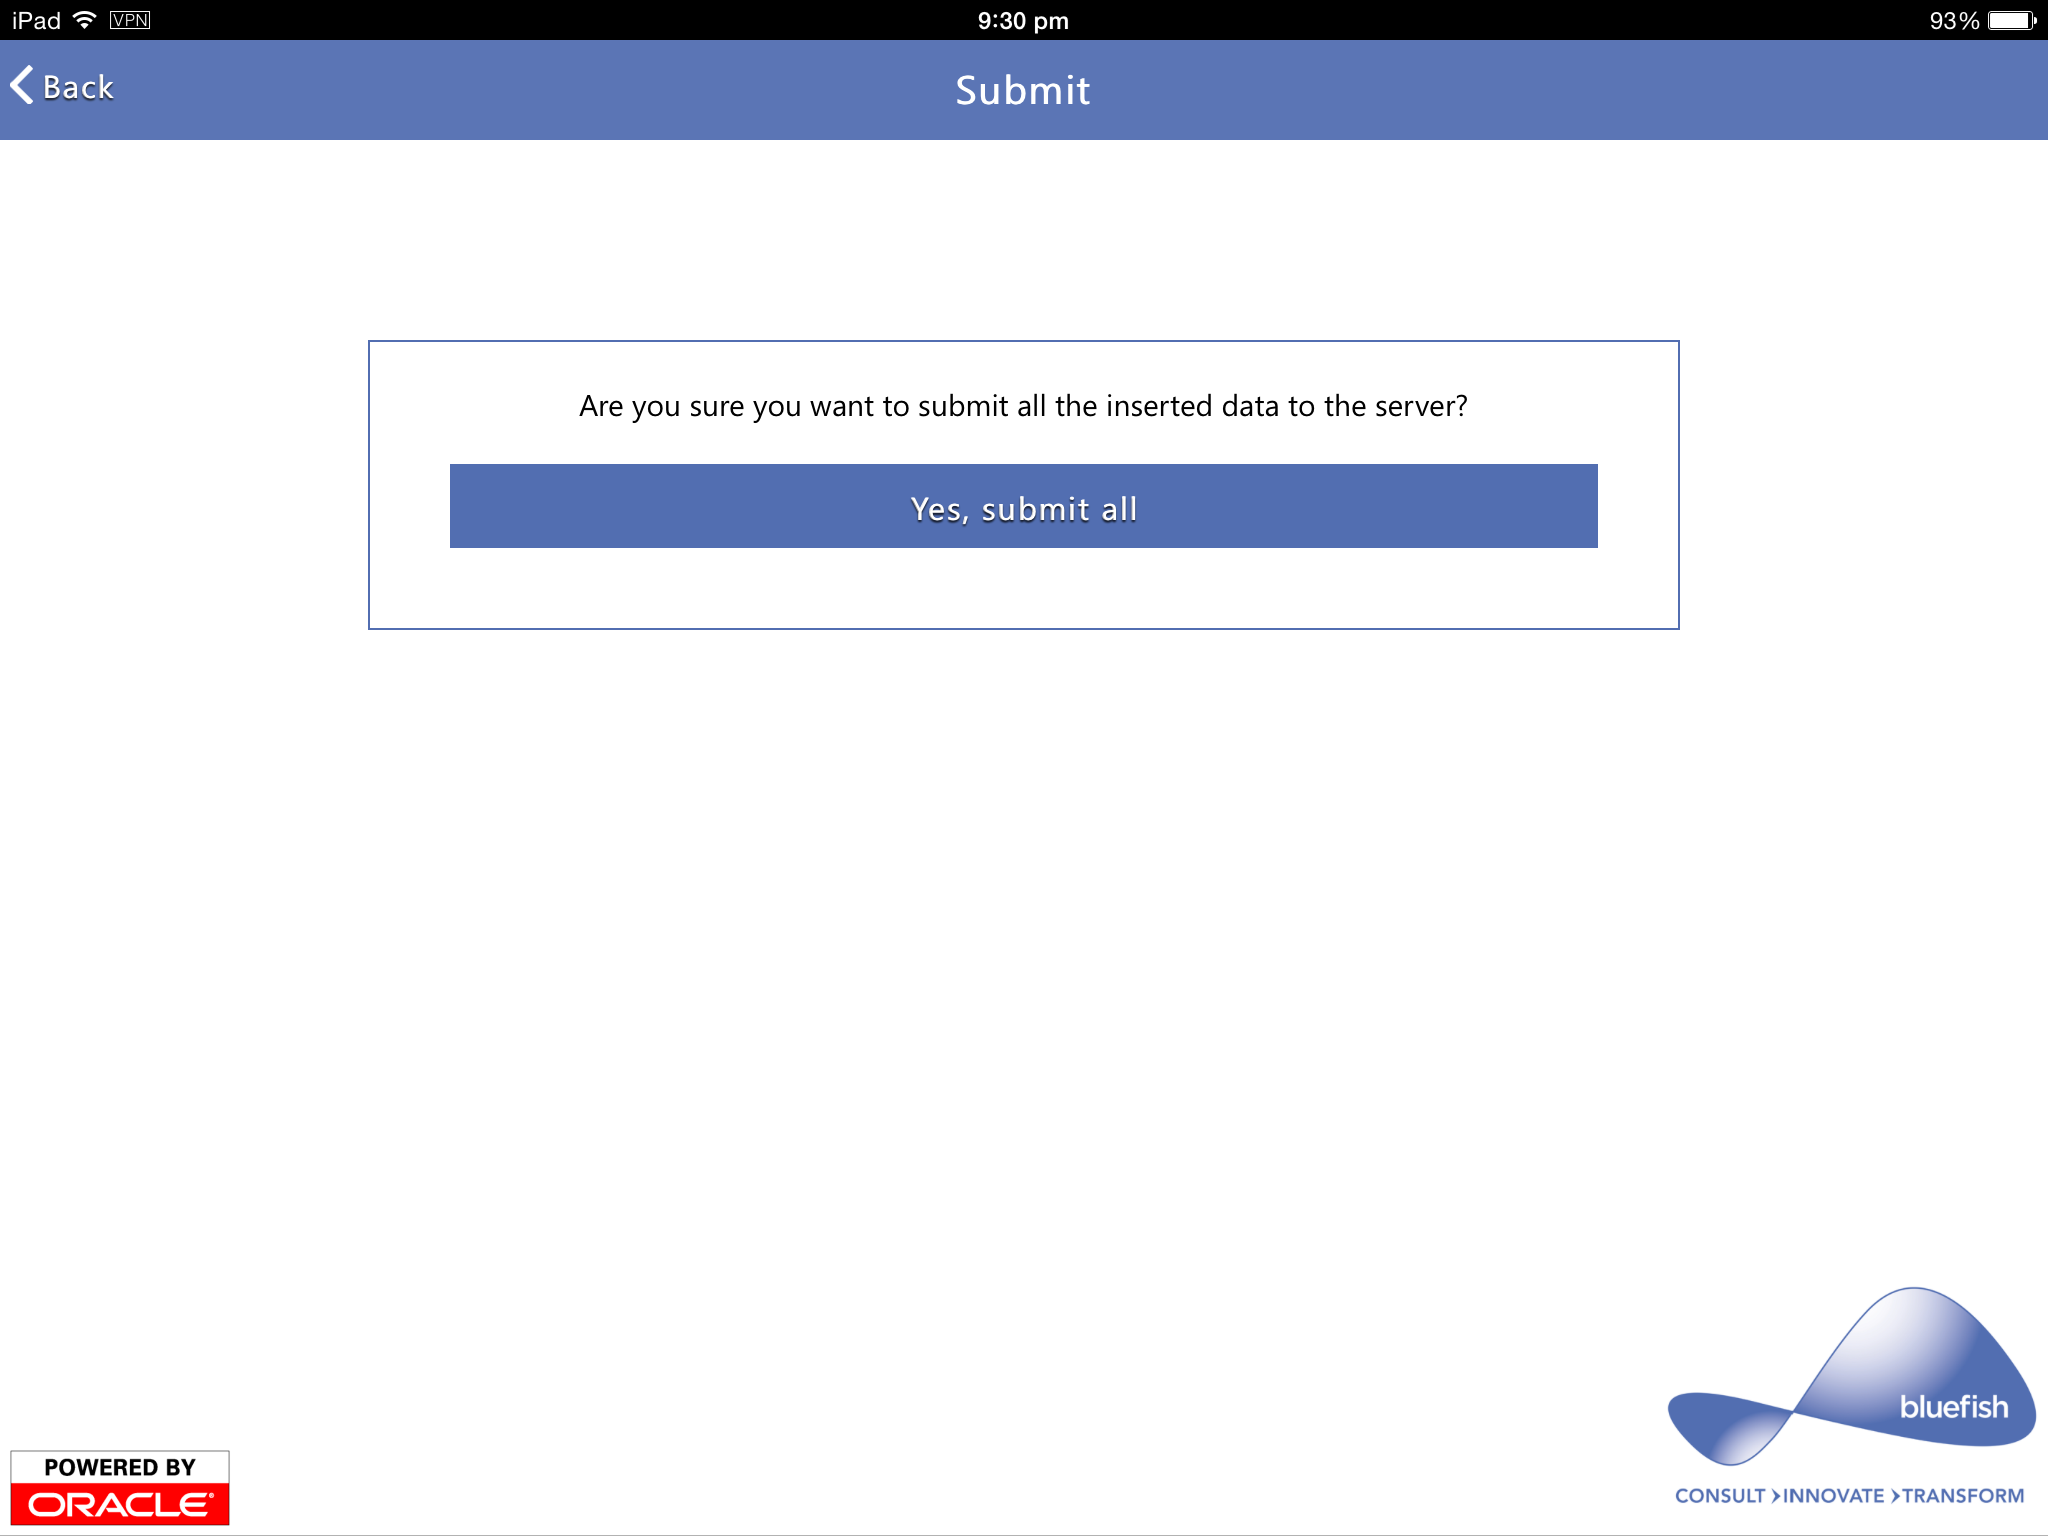 iPad VPN 9:30 pm 93%
Back Submit
Are you sure you want to submit all the inserted data to the server?
Yes, submit all
bluefish
CONSULT >INNOVATE >TRANSFORM
POWERED BY
ORACLE®